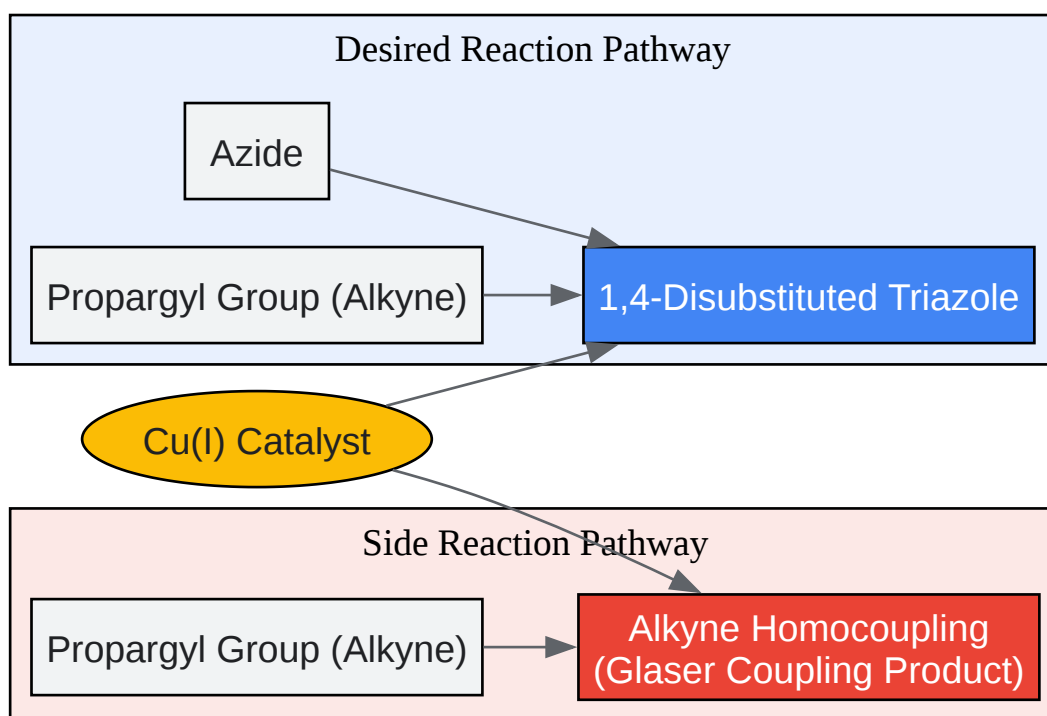 Desired Reaction Pathway
Azide
Propargyl Group (Alkyne)
1,4-Disubstituted Triazole
Cu(I) Catalyst
Side Reaction Pathway
Propargyl Group (Alkyne)
Alkyne Homocoupling
(Glaser Coupling Product)